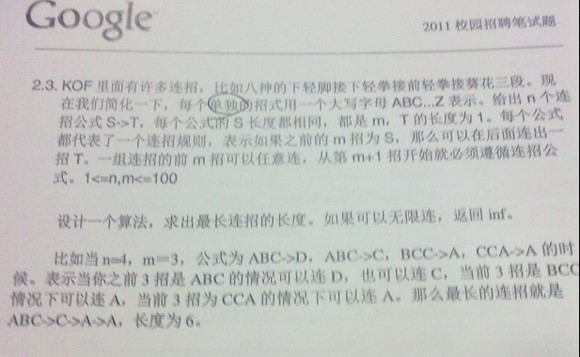 Google
2011 校园招聘笔试题
2.3. KOF 里面有许多连招，比如八神的下轻脚接下轻拳接前轻拳接葵花三段。现
在我们简化一下，每个单独的招式用一个大写字母 ABC...Z 表示。给出 n 个连
招公式 S->T，每个公式的 S 长度都相同，都是 m，T 的长度为 1。每个公式
都代表了一个连招规则，表示如果之前的 m 招为 S，那么可以在后面连出一
招 T。一组连招的前 m 招可以任意连，从第 m+1 招开始就必须遵循连招公
式。1<=n,m<=100
设计一个算法，求出最长连招的长度。如果可以无限连，返回 inf。
比如当 n=4，m＝3，公式为 ABC->D，ABC->C，BCC->A，CCA->A 的时
候。表示当你之前 3 招是 ABC 的情况可以连 D，也可以连 C，当前 3 招是 BCC
情况下可以连 A，当前 3 招为 CCA 的情况下可以连 A。那么最长的连招就是
ABC->C->A->A，长度为 6。